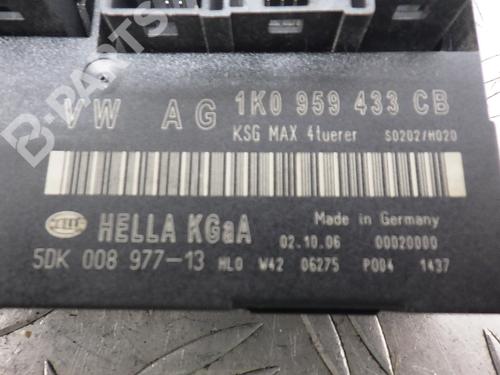 B-PARTS
VW AG 1K0 959 433 CB
KSG MAX 4tuerer S0202/H020
HELLA HELLA KGaA Made in Germany
02.10.06 00020000
5DK 008 977-13 HL0 W42 06275 P004 1437